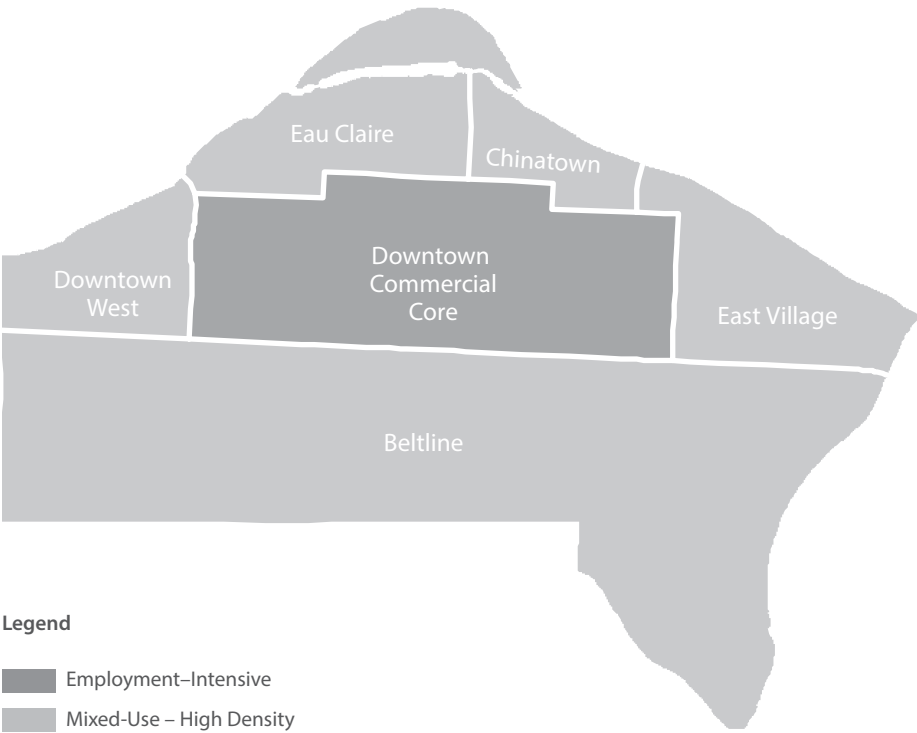 Eau Claire
Chinatown
Downtown
Commercial
Core
Downtown
West
East Village
Beltline
Legend
Employment–Intensive
Mixed-Use – High Density